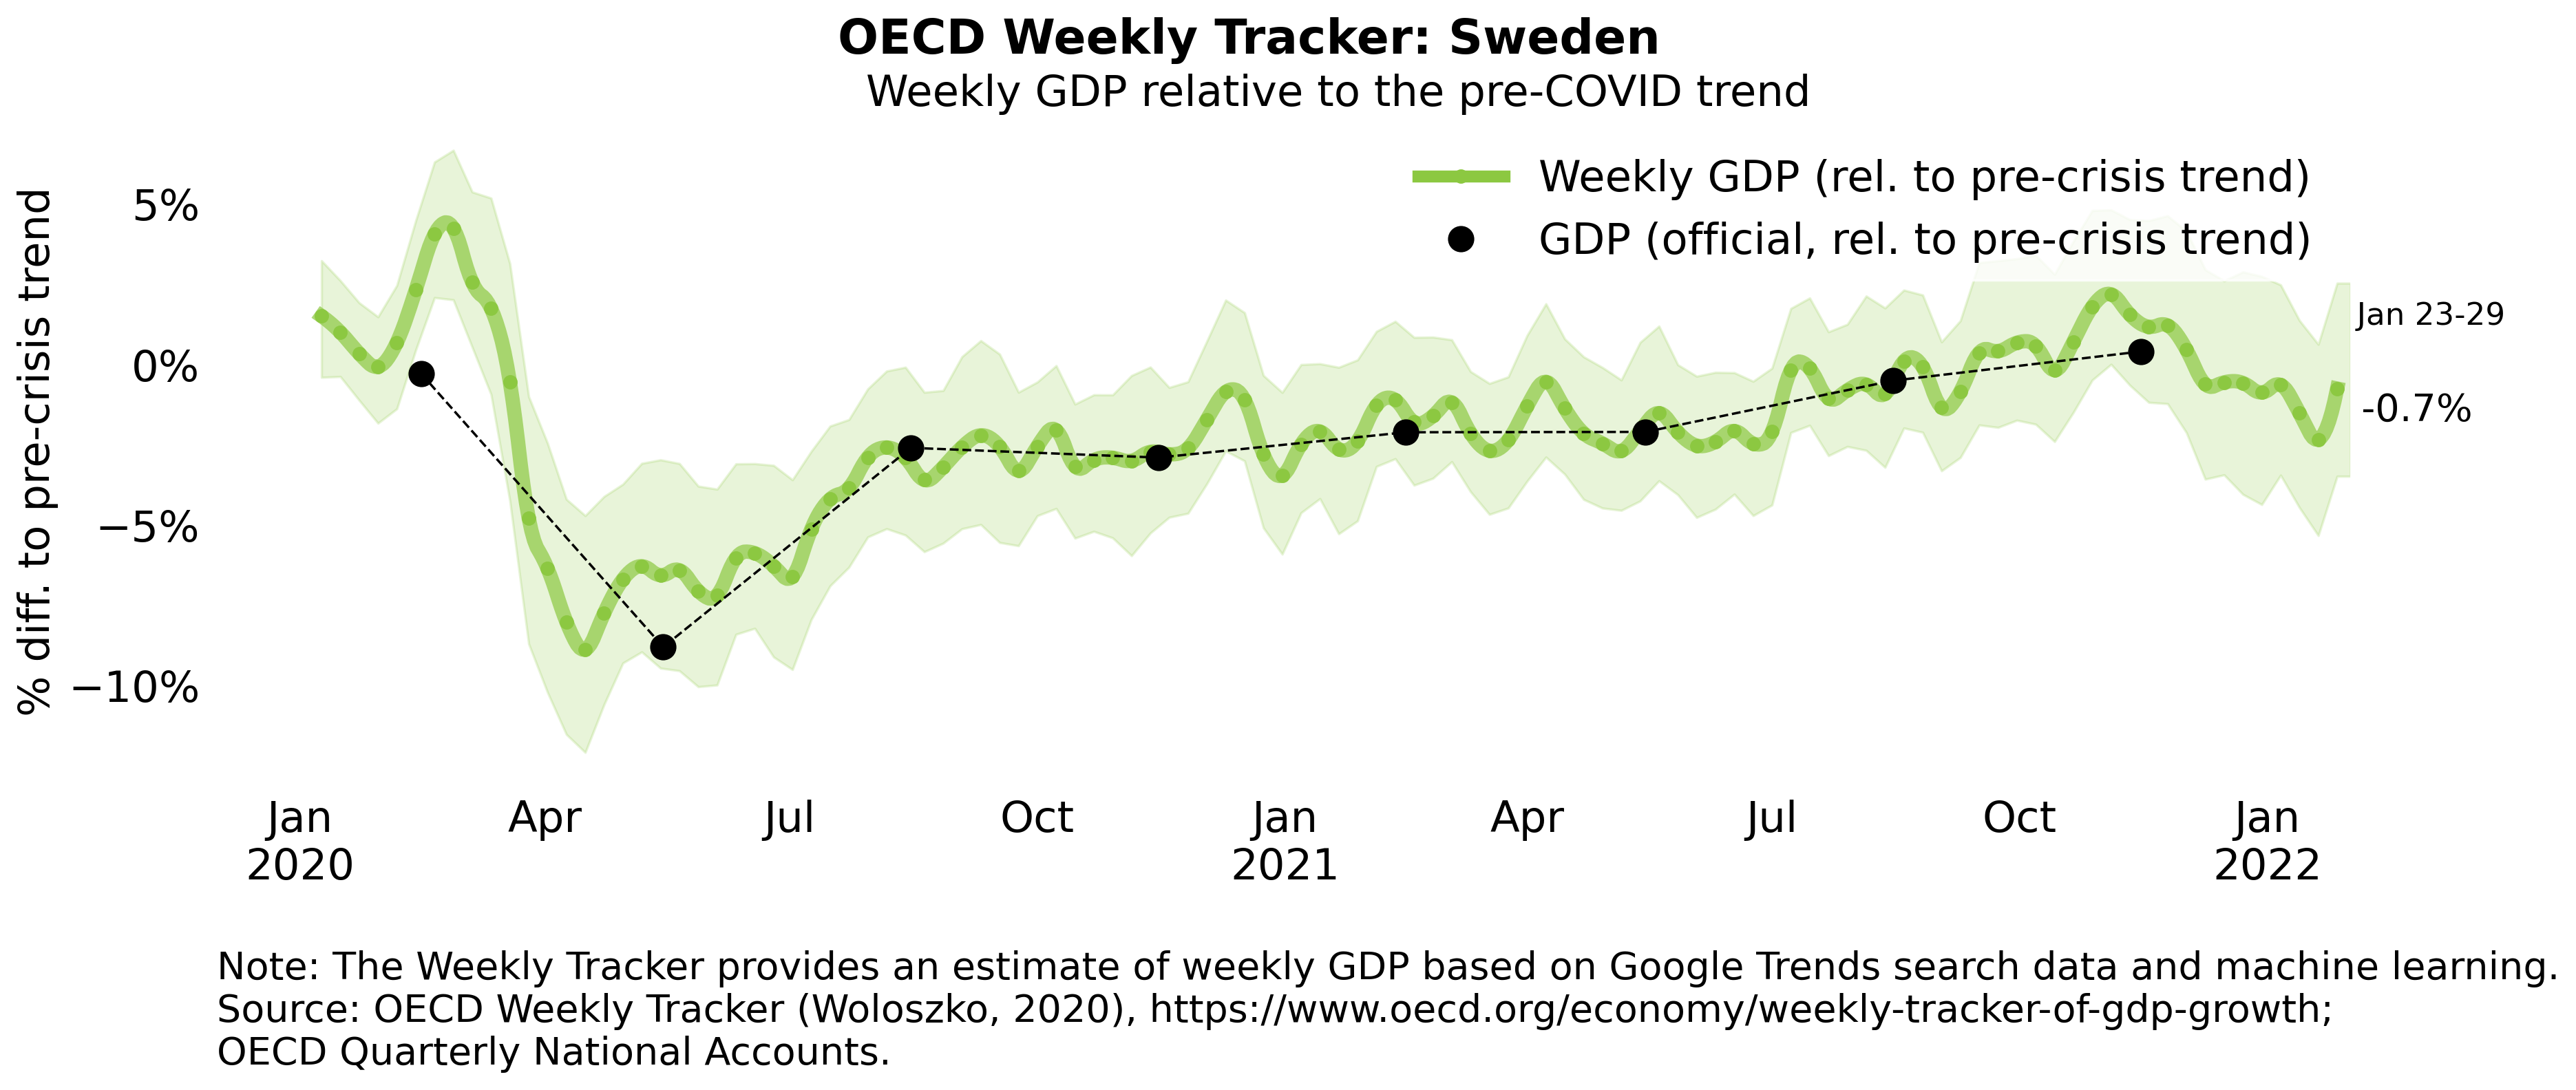 OECD Weekly Tracker: Sweden
Weekly GDP relative to the pre-COVID trend
Weekly GDP (rel. to pre-crisis trend)
GDP (official, rel. to pre-crisis trend)
% diff. to pre-crisis trend
5%
0%
−5%
−10%
Jan 23-29
-0.7%
Jan Apr Jul Oct Jan Apr Jul Oct Jan
2020 2021 2022
Note: The Weekly Tracker provides an estimate of weekly GDP based on Google Trends search data and machine learning.
Source: OECD Weekly Tracker (Woloszko, 2020), https://www.oecd.org/economy/weekly-tracker-of-gdp-growth;
OECD Quarterly National Accounts.